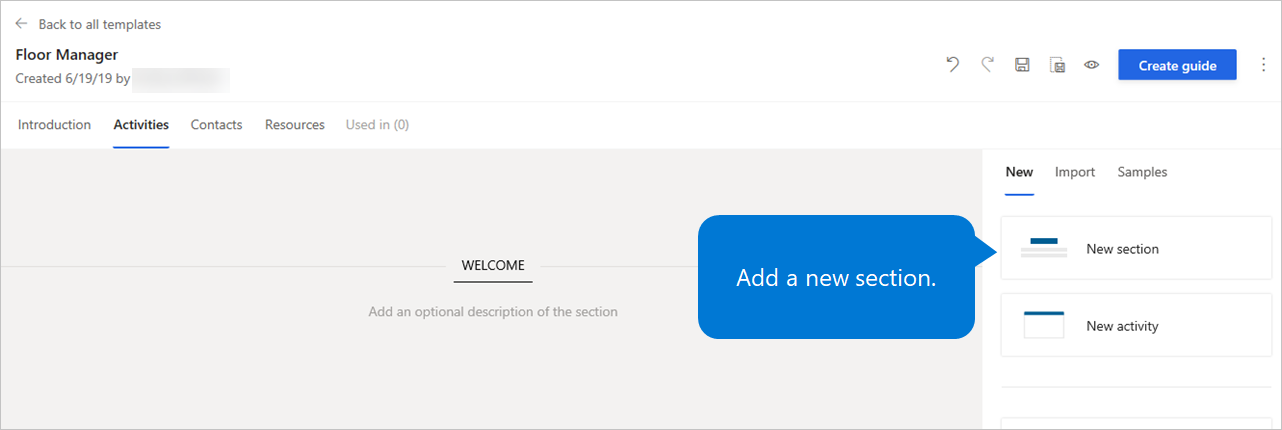 Back to all templates
Floor Manager
Created 6/19/19 by
Create guide
Introduction Activities Contacts Resources Used in (0)
New Import Samples
WELCOME
Add an optional description of the section
Add a new section.
New section
New activity